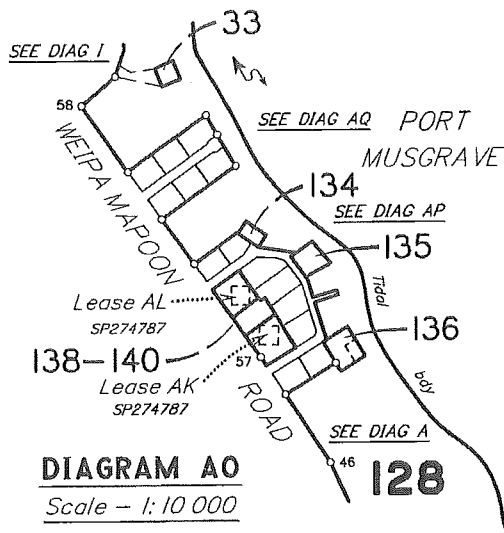 33
SEE DIAG I
58
SEE DIAG AQ
PORT
MUSGRAVE
WEIPA MAPOON
134
SEE DIAG AP
135
Tidal
Lease AL
SP274787
136
138-140
57
Lease AK
SP274787
ROAD
bdy
SEE DIAG A
46
128
DIAGRAM AO
Scale - 1: 10 000